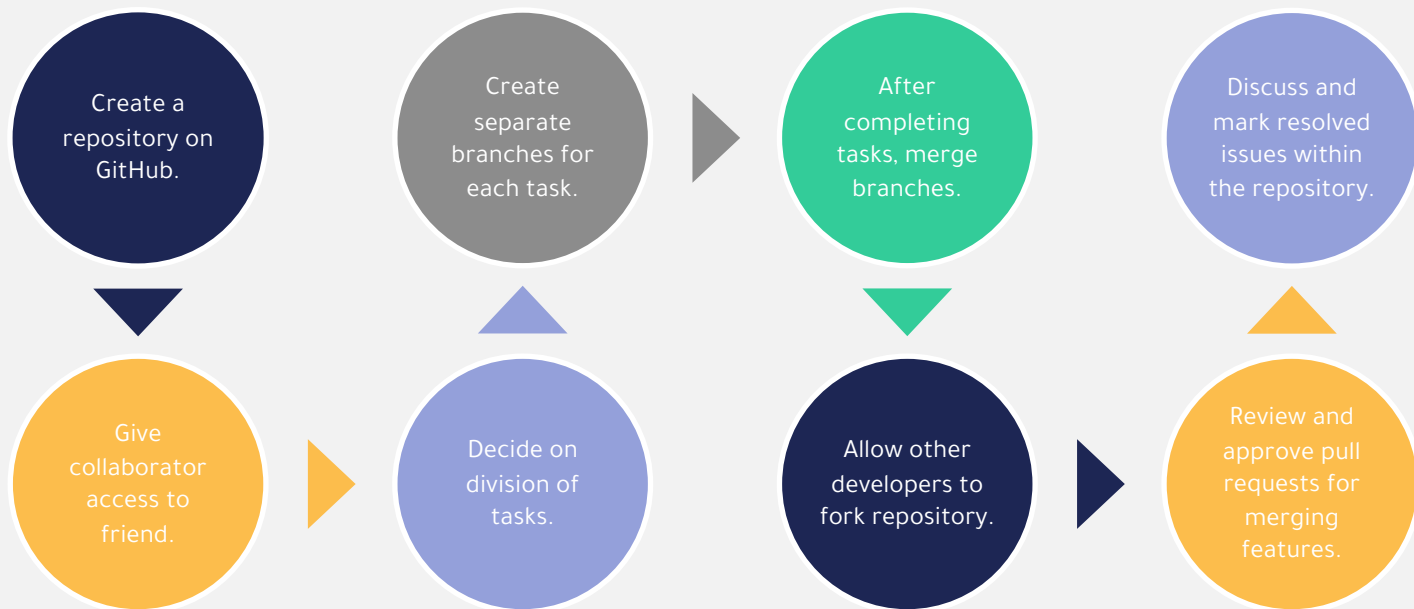 Create a
repository on
GitHub.
Give
collaborator
access to
friend.
Decide on
division of
tasks.
Create
separate
branches for
each task.
After
completing
tasks, merge
branches.
Allow other
developers to
fork repository.
Review and
approve pull
requests for
merging
features.
Discuss and
mark resolved
issues within
the repository.